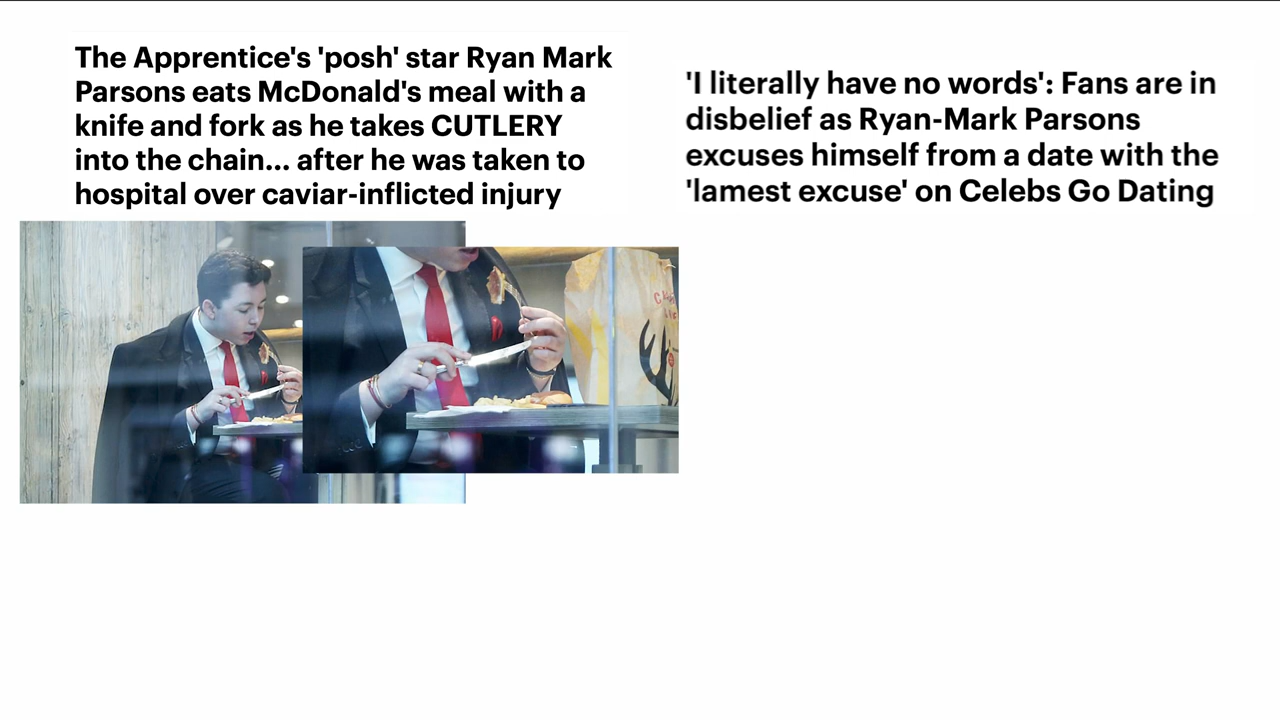 The Apprentice's 'posh' star Ryan Mark
Parsons eats McDonald's meal with a
knife and fork as he takes CUTLERY
into the chain... after he was taken to
hospital over caviar-inflicted injury
'I literally have no words': Fans are in
disbelief as Ryan-Mark Parsons
excuses himself from a date with the
'lamest excuse' on Celebs Go Dating